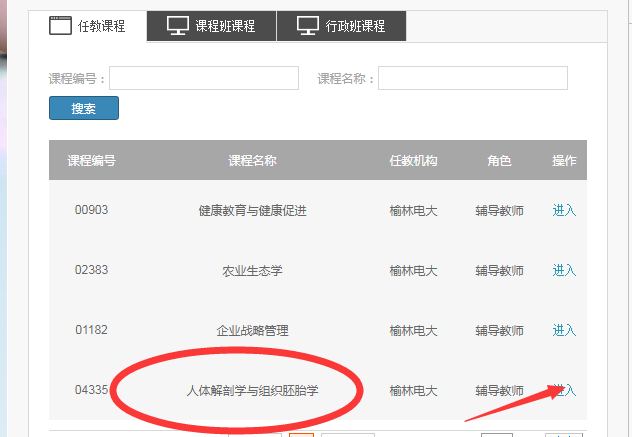 任教课程 课程班课程 行政班课程
课程编号： 课程名称：
搜索
课程编号 课程名称 任教机构 角色 操作
00903 健康教育与健康促进 榆林电大 辅导教师 进入
02383 农业生态学 榆林电大 辅导教师 进入
01182 企业战略管理 榆林电大 辅导教师 进入
04335 人体解剖学与组织胚胎学 榆林电大 辅导教师 进入